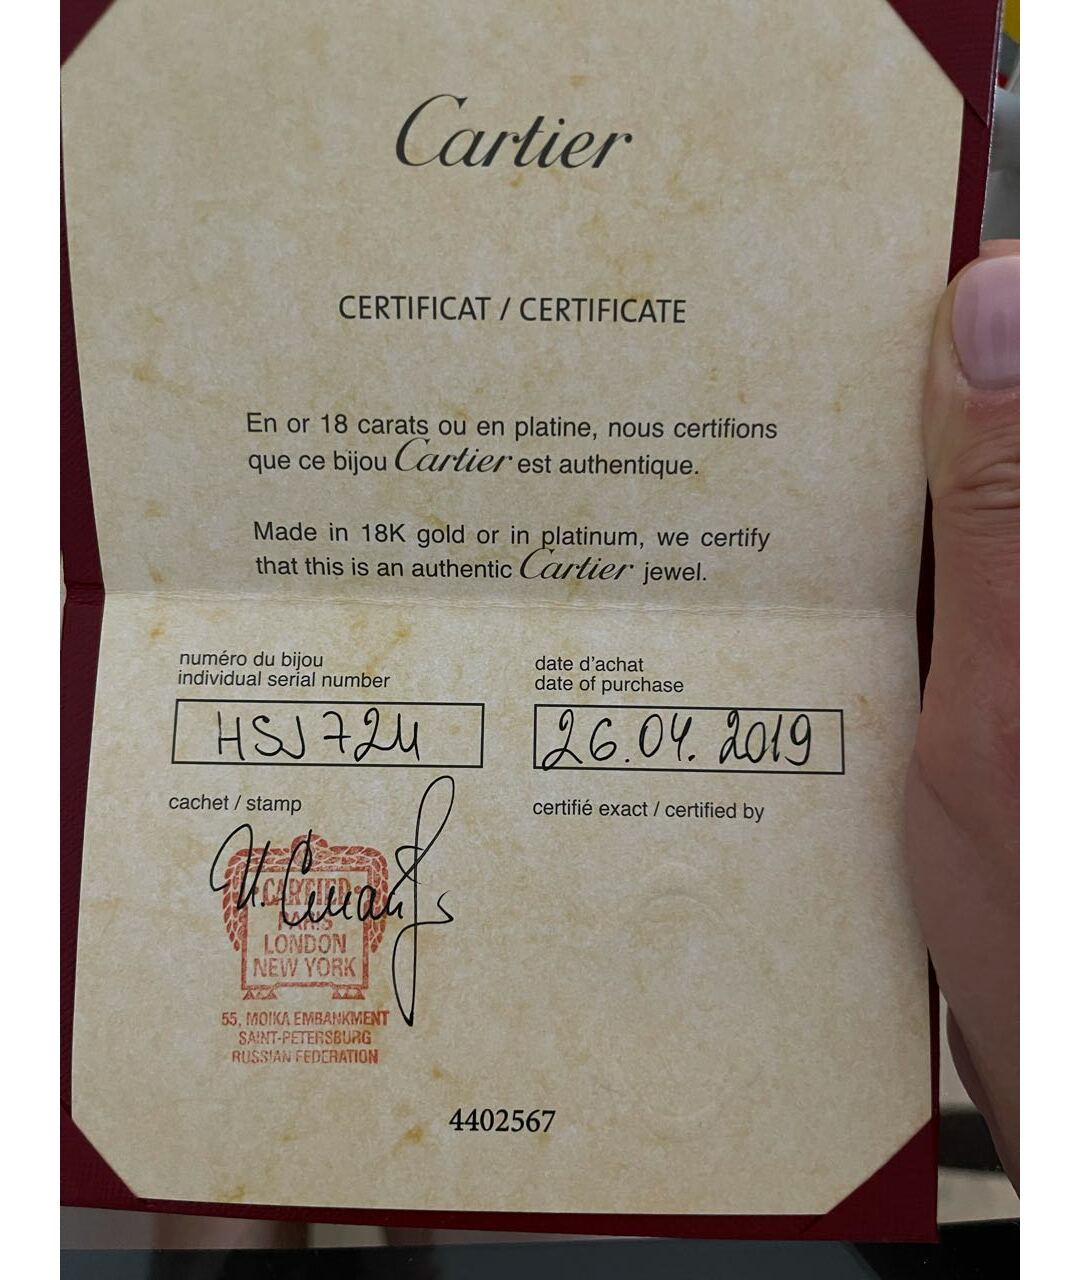 Cartier
CERTIFICAT / CERTIFICATE
En or 18 carats ou en platine, nous certifions
que ce bijou Cartier est authentique.
Made in 18K gold or in platinum, we certify
that this is an authentic Cartier jewel.
numéro du bijou
individual serial number
HSJ724
date d'achat
date of purchase
26.04.2019
cachet / stamp
certifié exact / certified by
CARTIER
PARIS
LONDON
NEW YORK
55, MOIKA EMBANKMENT
SAINT-PETERSBURG
RUSSIAN FEDERATION
4402567